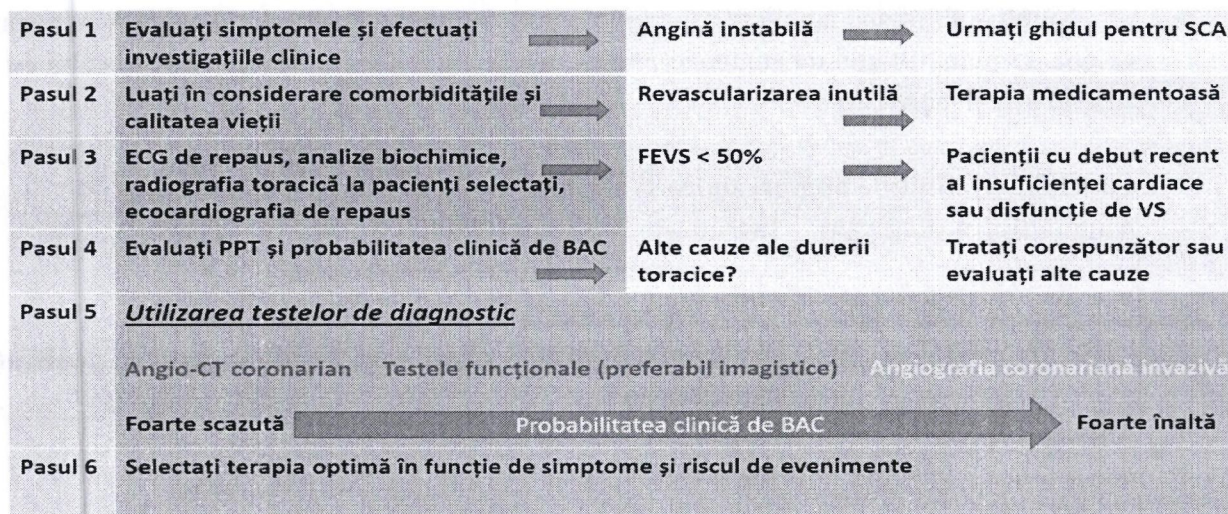 Pasul 1 Evaluați simptomele și efectuați Angină instabilă Urmați ghidul pentru SCA
investigațiile clinice
Pasul 2 Luați în considerare comorbiditățile și Revascularizarea inutilă Terapia medicamentoasă
calitatea vieții
Pasul 3 ECG de repaus, analize biochimice, FEVS < 50% Pacienții cu debut recent
radiografia toracică la pacienți selectați, al insuficienței cardiace
ecocardiografia de repaus sau disfuncție de VS
Pasul 4 Evaluați PPT și probabilitatea clinică de BAC Alte cauze ale durerii Tratați corespunzător sau
toracice? evaluați alte cauze
Pasul 5 Utilizarea testelor de diagnostic
Angio-CT coronarian Testele funcționale (preferabil imagistice) Angiografia coronariană invazivă
Foarte scazută Probabilitatea clinică de BAC Foarte înaltă
Pasul 6 Selectați terapia optimă în funcție de simptome și riscul de evenimente